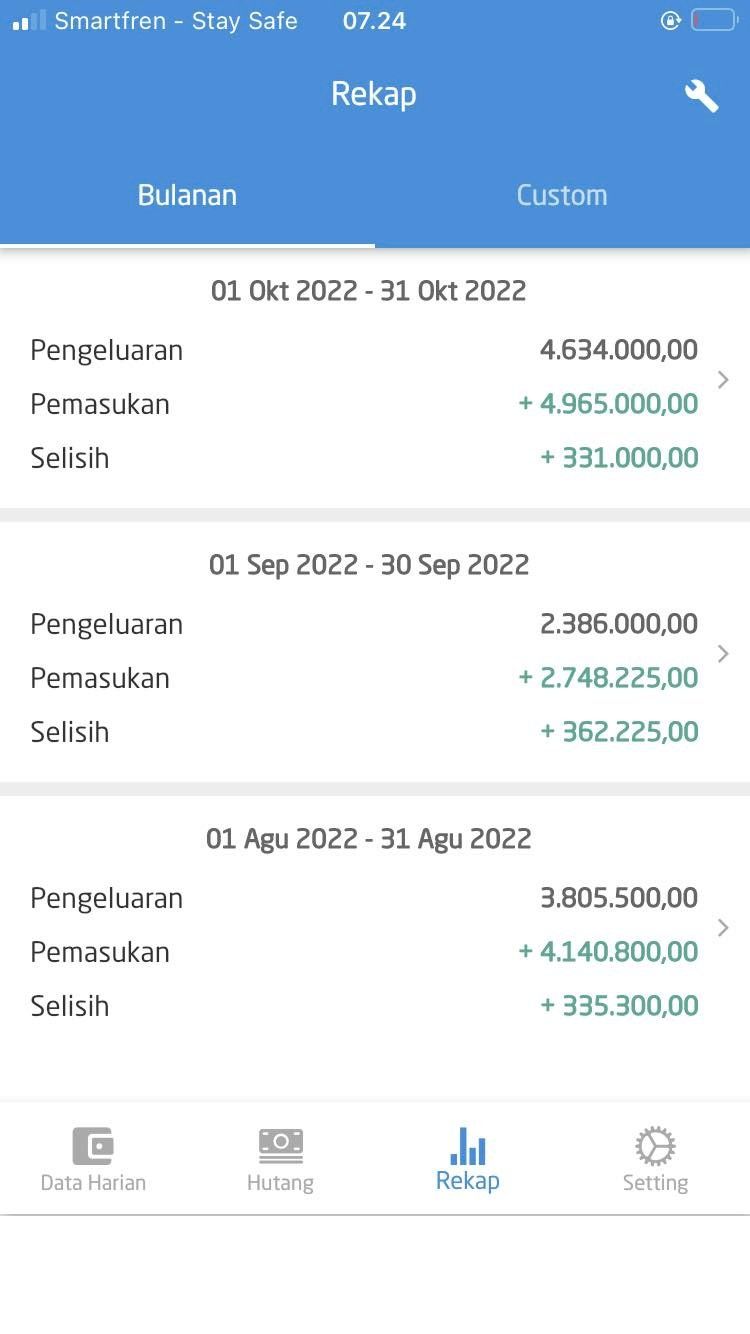 Smartfren - Stay Safe 07.24
Rekap
Bulanan Custom
01 Okt 2022 - 31 Okt 2022
Pengeluaran 4.634.000,00
Pemasukan + 4.965.000,00
Selisih + 331.000,00
01 Sep 2022 - 30 Sep 2022
Pengeluaran 2.386.000,00
Pemasukan + 2.748.225,00
Selisih + 362.225,00
01 Agu 2022 - 31 Agu 2022
Pengeluaran 3.805.500,00
Pemasukan + 4.140.800,00
Selisih + 335.300,00
Data Harian Hutang Rekap Setting